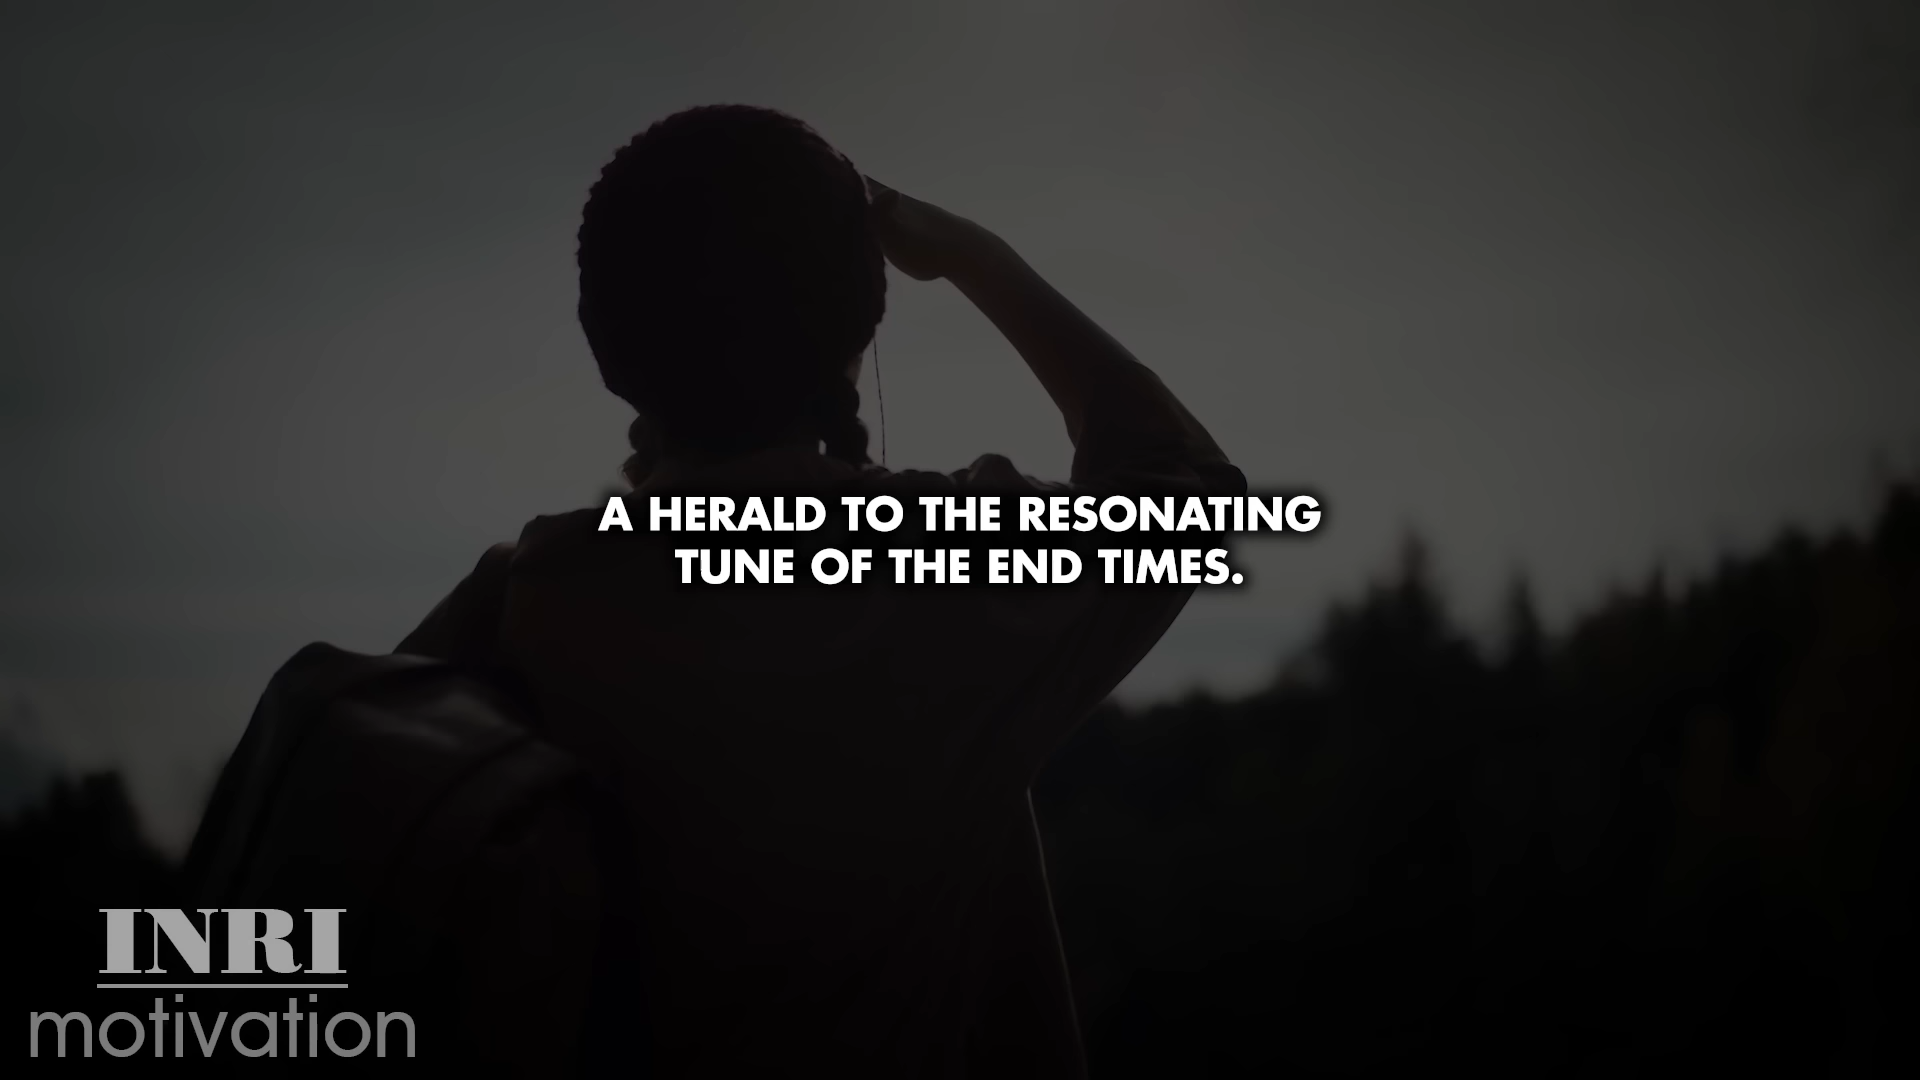 A HERALD TO THE RESONATING
TUNE OF THE END TIMES.
INRI
motivation